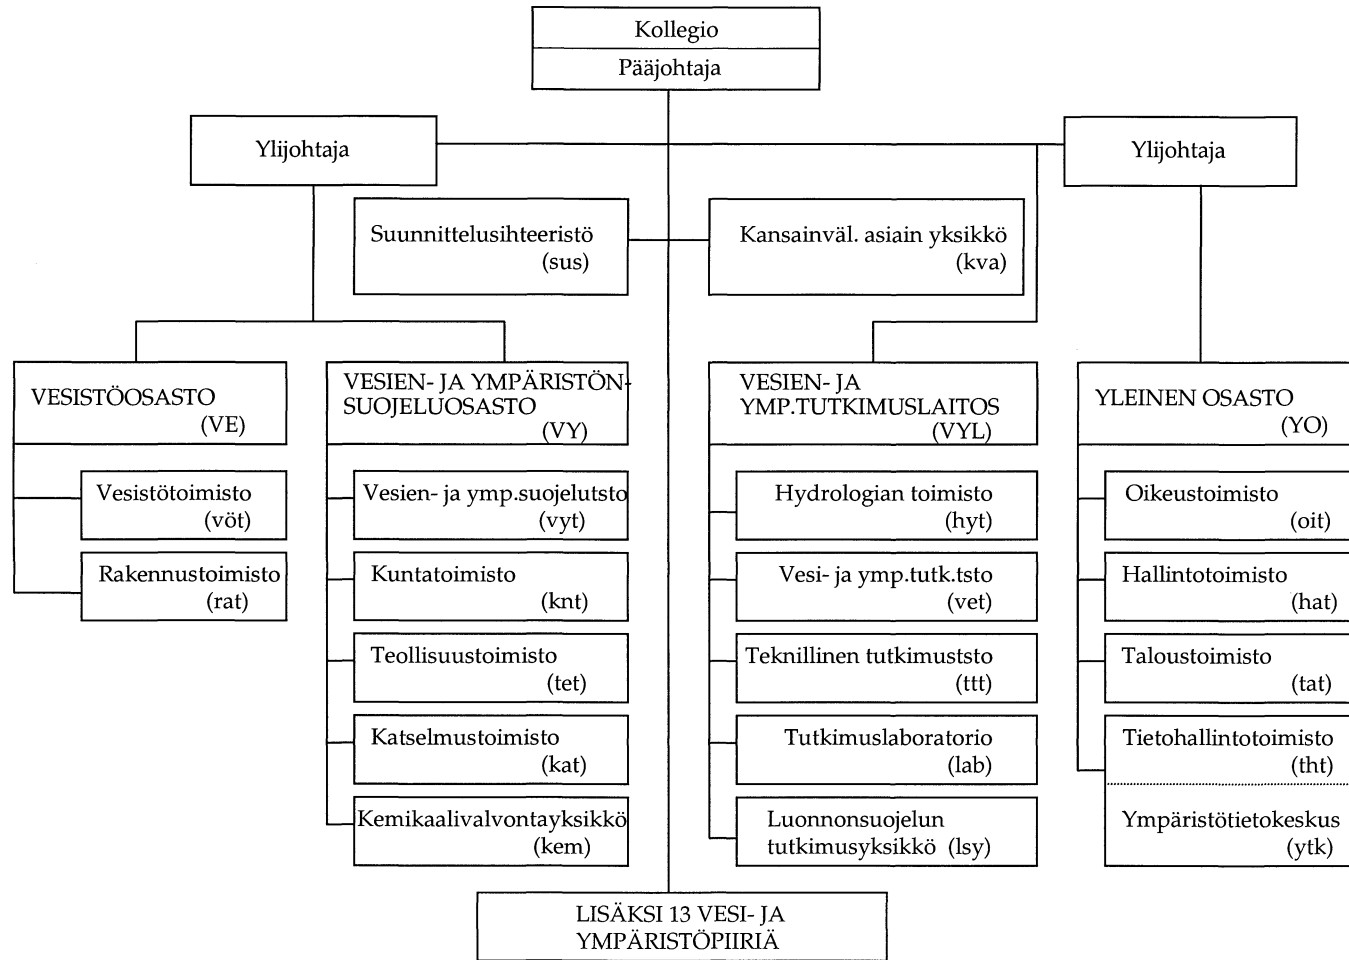 Kollegio
Pääjohtaja
Ylijohtaja
Ylijohtaja
Suunnittelusihteeristö
(sus)
Kansainväl. asiain yksikkö
(kva)
VESISTÖOSASTO
(VE)
Vesistötoimisto
(vöt)
Rakennustoimisto
(rat)
VESIEN- JA YMPÄRISTÖN-
SUOJELUOSASTO
(VY)
Vesien- ja ymp.suojelutsto
(vyt)
Kuntatoimisto
(knt)
Teollisuustoimisto
(tet)
Katselmustoimisto
(kat)
Kemikaalivalvontayksikkö
(kem)
VESIEN- JA
YMP.TUTKIMUSLAITOS
(VYL)
Hydrologian toimisto
(hyt)
Vesi- ja ymp.tutk.tsto
(vet)
Teknillinen tutkimuststo
(ttt)
Tutkimuslaboratorio
(lab)
Luonnonsuojelun
tutkimusyksikkö (lsy)
YLEINEN OSASTO
(YO)
Oikeustoimisto
(oit)
Hallintotoimisto
(hat)
Taloustoimisto
(tat)
Tietohallintotoimisto
(tht)
Ympäristötietokeskus
(ytk)
LISÄKSI 13 VESI- JA
YMPÄRISTÖPIIRIÄ